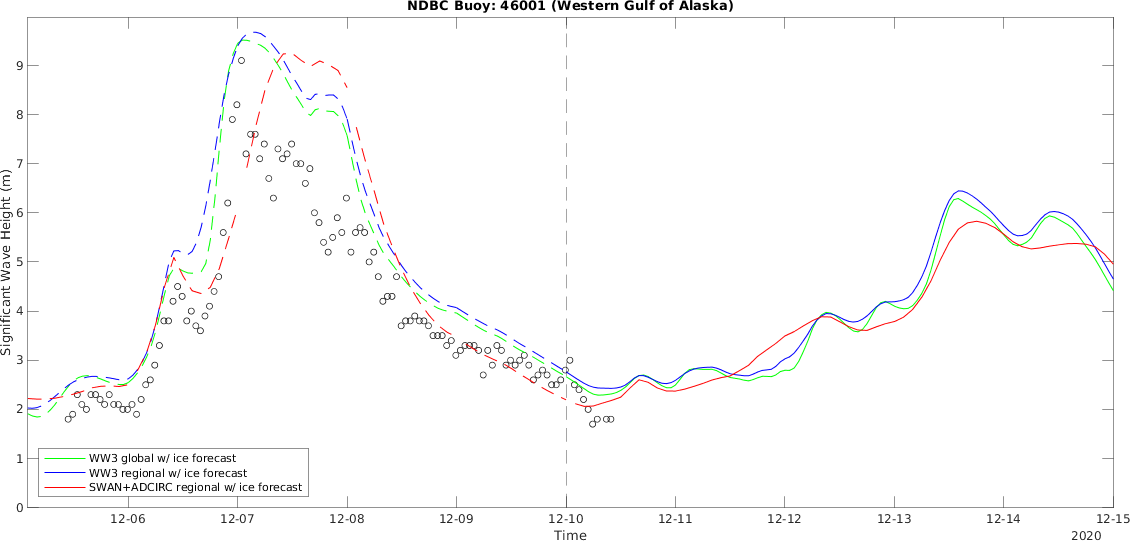 NDBC Buoy: 46001 (Western Gulf of Alaska)
Significant Wave Height (m)
9
8
7
6
5
4
3
2
1
0
WW3 global w/ ice forecast
WW3 regional w/ ice forecast
SWAN+ADCIRC regional w/ ice forecast
12-06 12-07 12-08 12-09 12-10 12-11 12-12 12-13 12-14 12-15
Time
2020